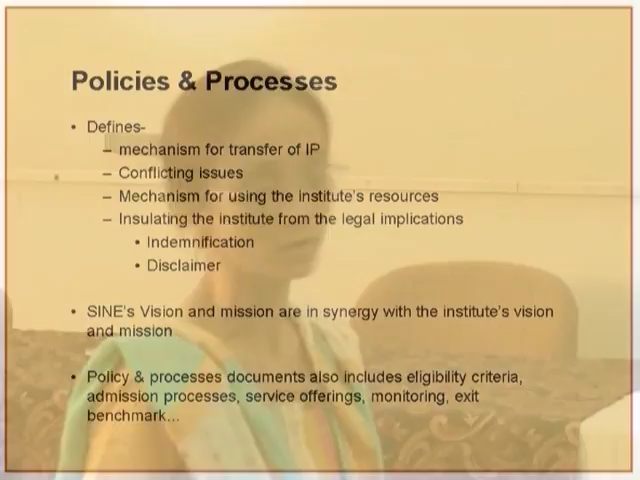 Policies & Processes
• Defines-
– mechanism for transfer of IP
– Conflicting issues
– Mechanism for using the institute's resources
– Insulating the institute from the legal implications
• Indemnification
• Disclaimer
• SINE's Vision and mission are in synergy with the institute's vision
and mission
• Policy & processes documents also includes eligibility criteria,
admission processes, service offerings, monitoring, exit
benchmark...